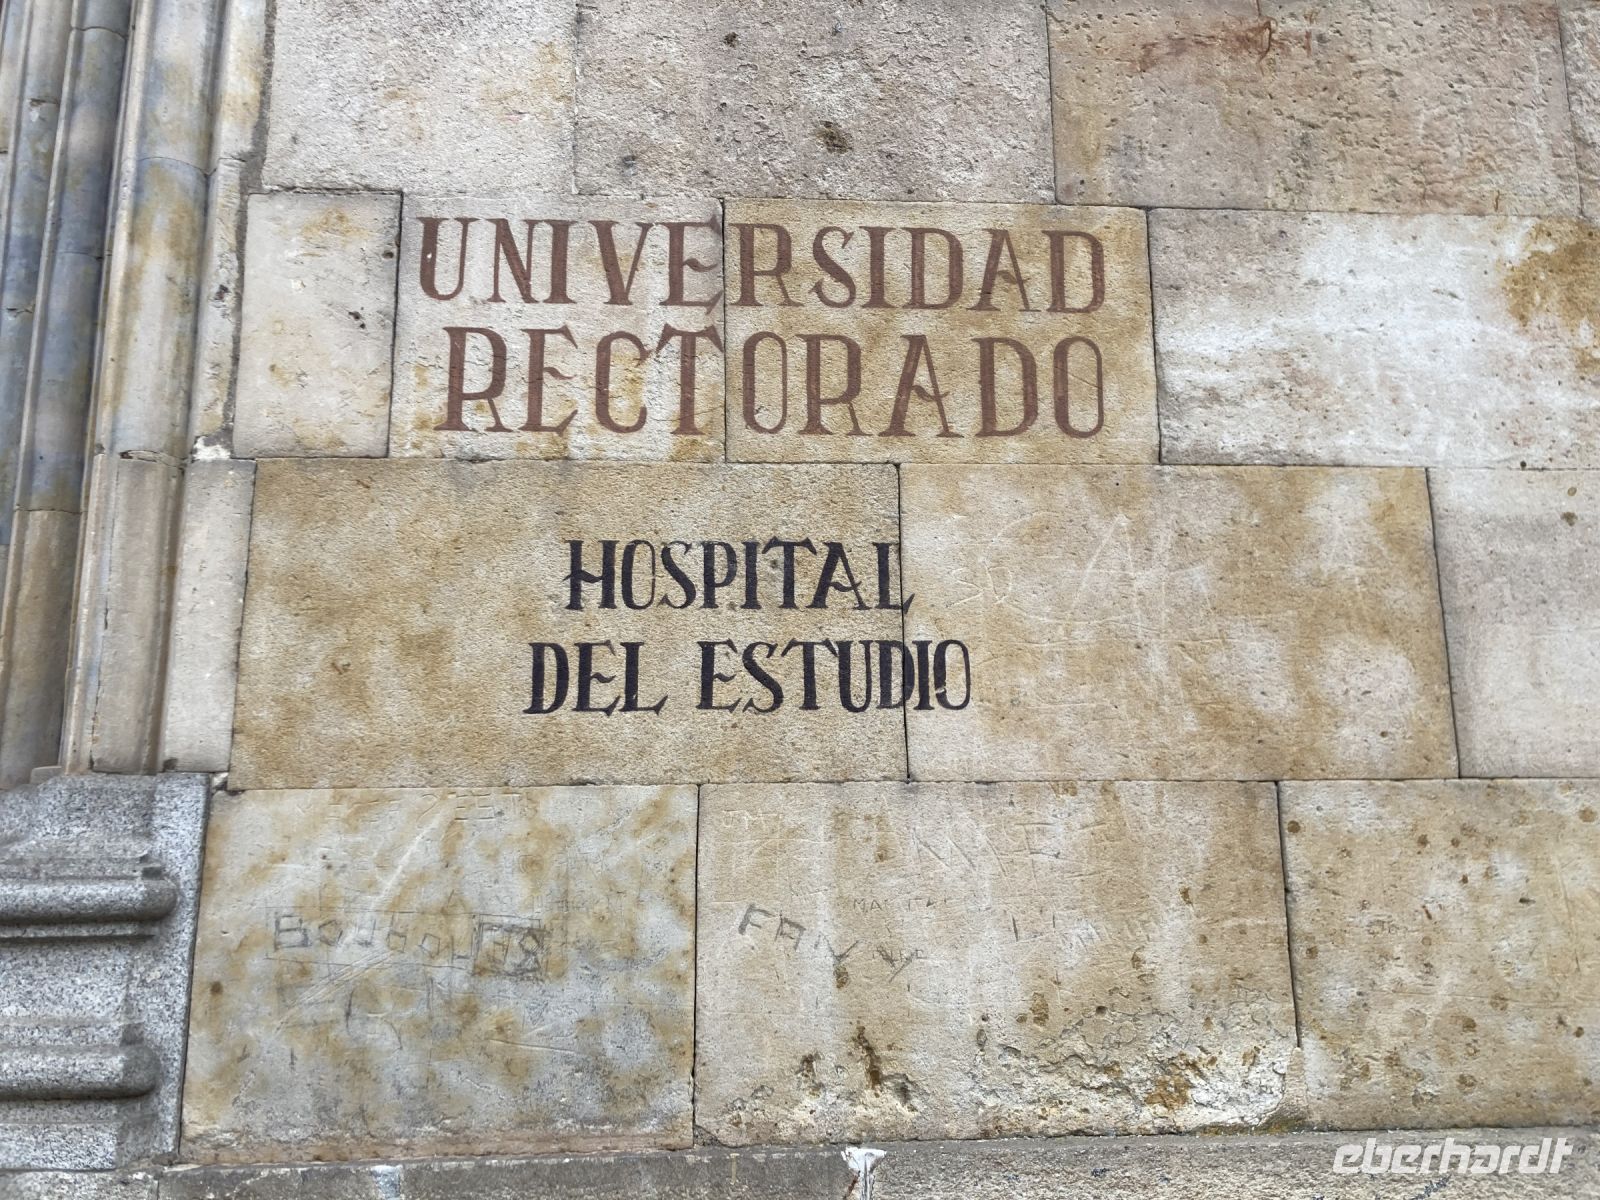 UNIVERSIDAD
RECTORADO
HOSPITAL
DEL ESTUDIO
eberhardt